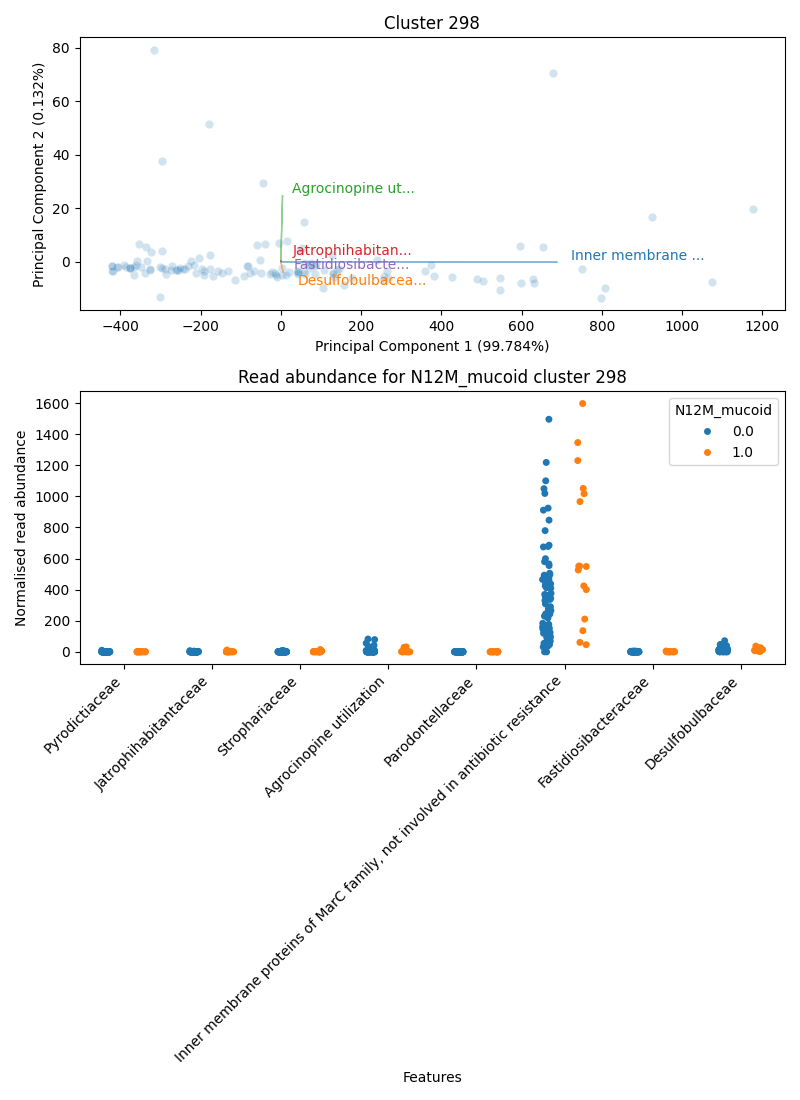 Cluster 298
80
60
40
20
0
Principal Component 2 (0.132%)
Agrocinopine ut...
Jatrophihabitan...
Fastidiosibacte...
Desulfobulbacea...
Inner membrane ...
−400
−200
0
200
400
600
800
1000
1200
Principal Component 1 (99.784%)
Read abundance for N12M_mucoid cluster 298
1600
1400
1200
1000
800
600
400
200
0
Normalised read abundance
N12M_mucoid
0.0
1.0
Pyrodictiaceae
Jatrophihabitantaceae
Strophariaceae
Agrocinopine utilization
Parodontellaceae
Inner membrane proteins of MarC family, not involved in antibiotic resistance
Fastidiosibacteraceae
Desulfobulbaceae
Features